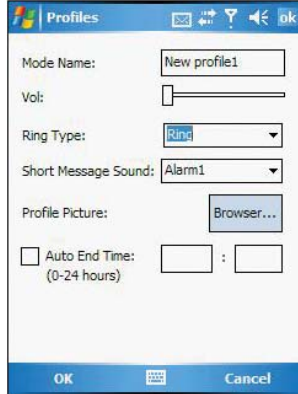 Profiles ok
Mode Name: New profile1
Vol:
Ring Type: Ring
Short Message Sound: Alarm1
Profile Picture: Browser...
Auto End Time: :
(0-24 hours)
OK Cancel